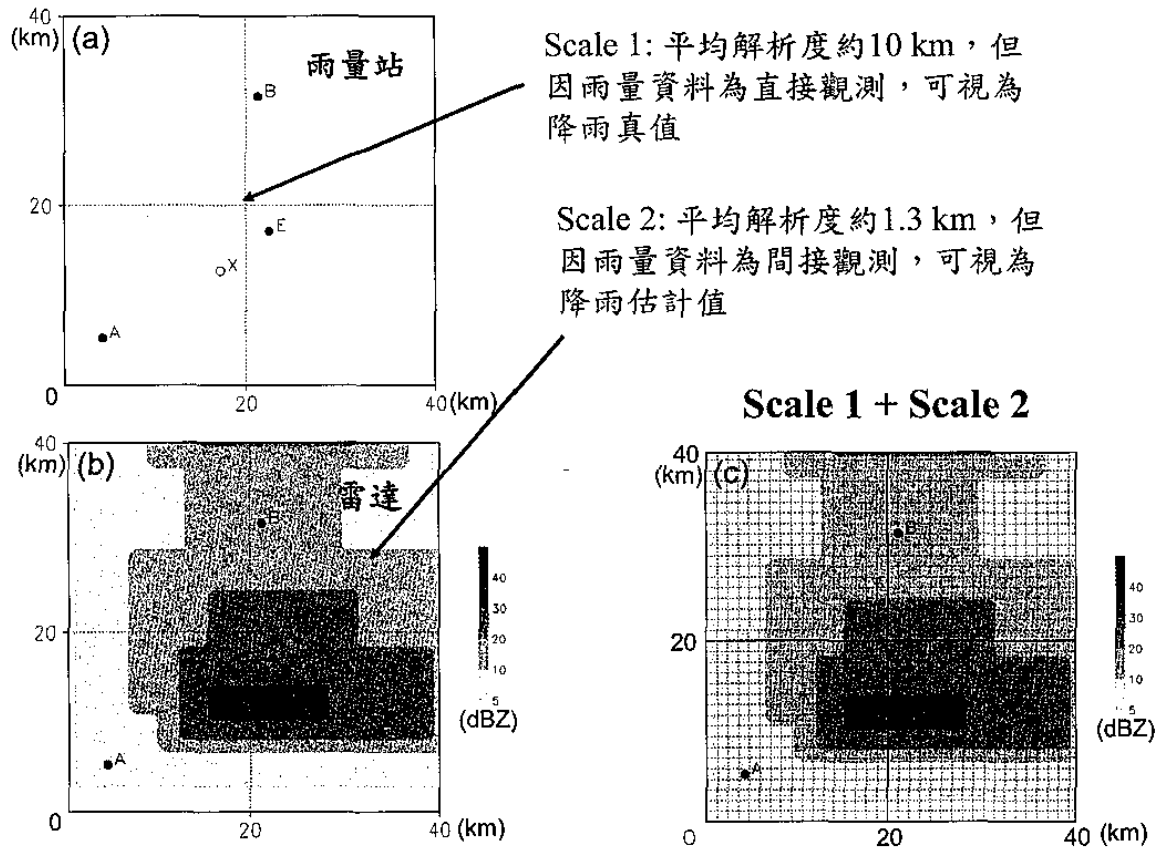 40
(km)
(a)
雨量站
B
20
E
X
A
0
20
40 (km)
Scale 1: 平均解析度約10 km，但
因雨量資料為直接觀測，可視為
降雨真值
Scale 2: 平均解析度約1.3 km，但
因雨量資料為間接觀測，可視為
降雨估計值
40
(km)
(b)
雷達
B
20
A
0
20
40 (km)
40
30
20
10
5
(dBZ)
Scale 1 + Scale 2
40
(km)
(c)
B
20
A
0
20
40 (km)
40
30
20
10
5
(dBZ)